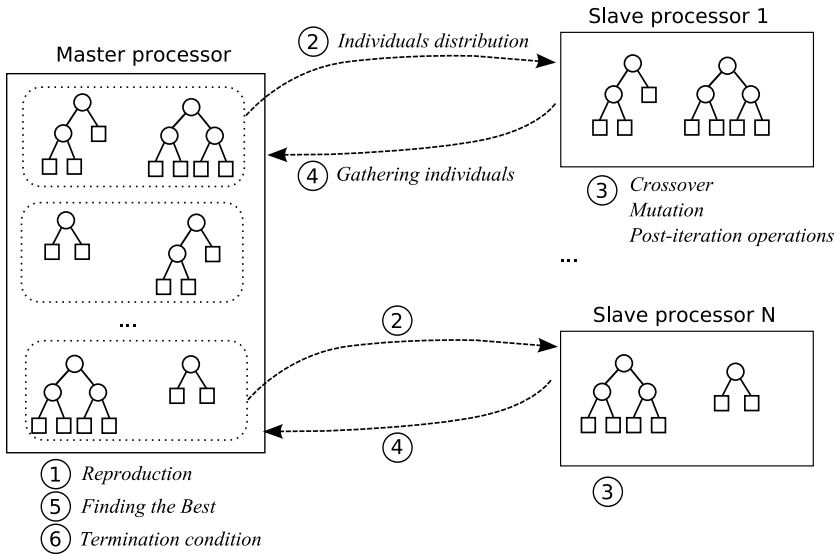 Slave processor 1
Master processor
② Individuals distribution
④ Gathering individuals
③ Crossover
Mutation
Post-iteration operations
...
...
Slave processor N
②
④
③
① Reproduction
⑤ Finding the Best
⑥ Termination condition